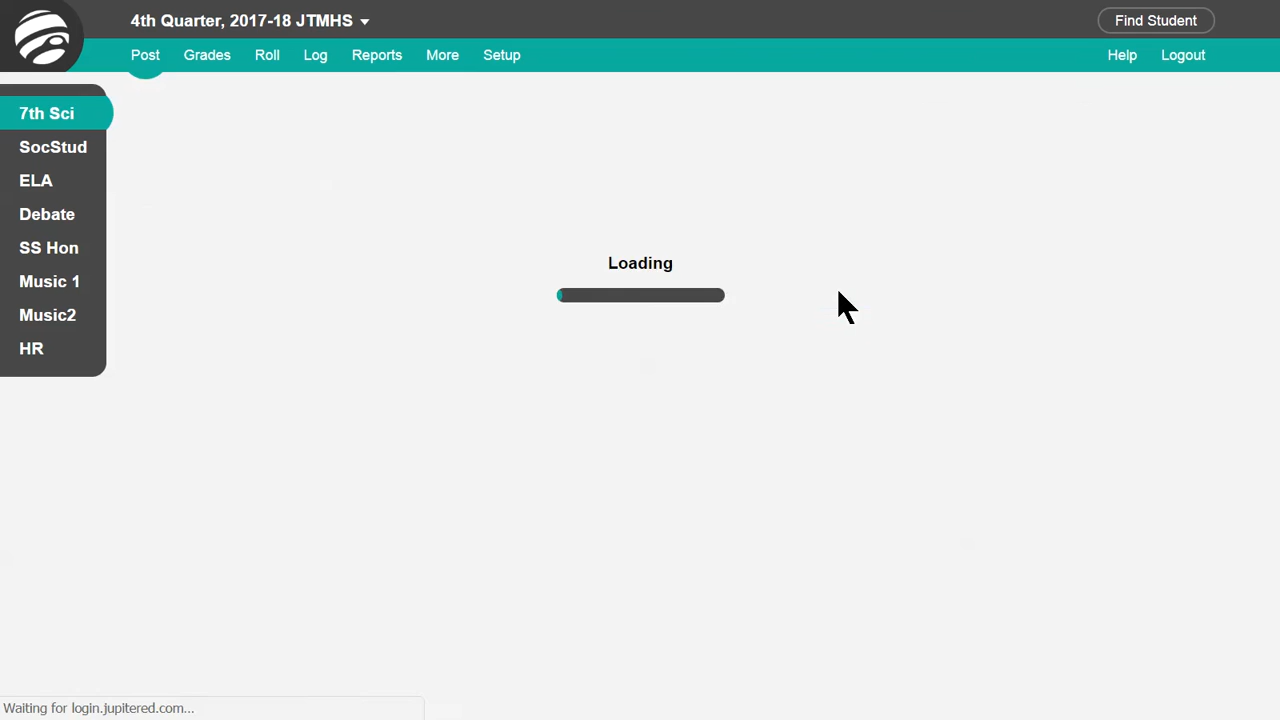 4th Quarter, 2017-18 JTMHS
Find Student
Post Grades Roll Log Reports More Setup Help Logout
7th Sci
SocStud
ELA
Debate
SS Hon
Music 1
Music2
HR
Loading
Waiting for login.jupitered.com...